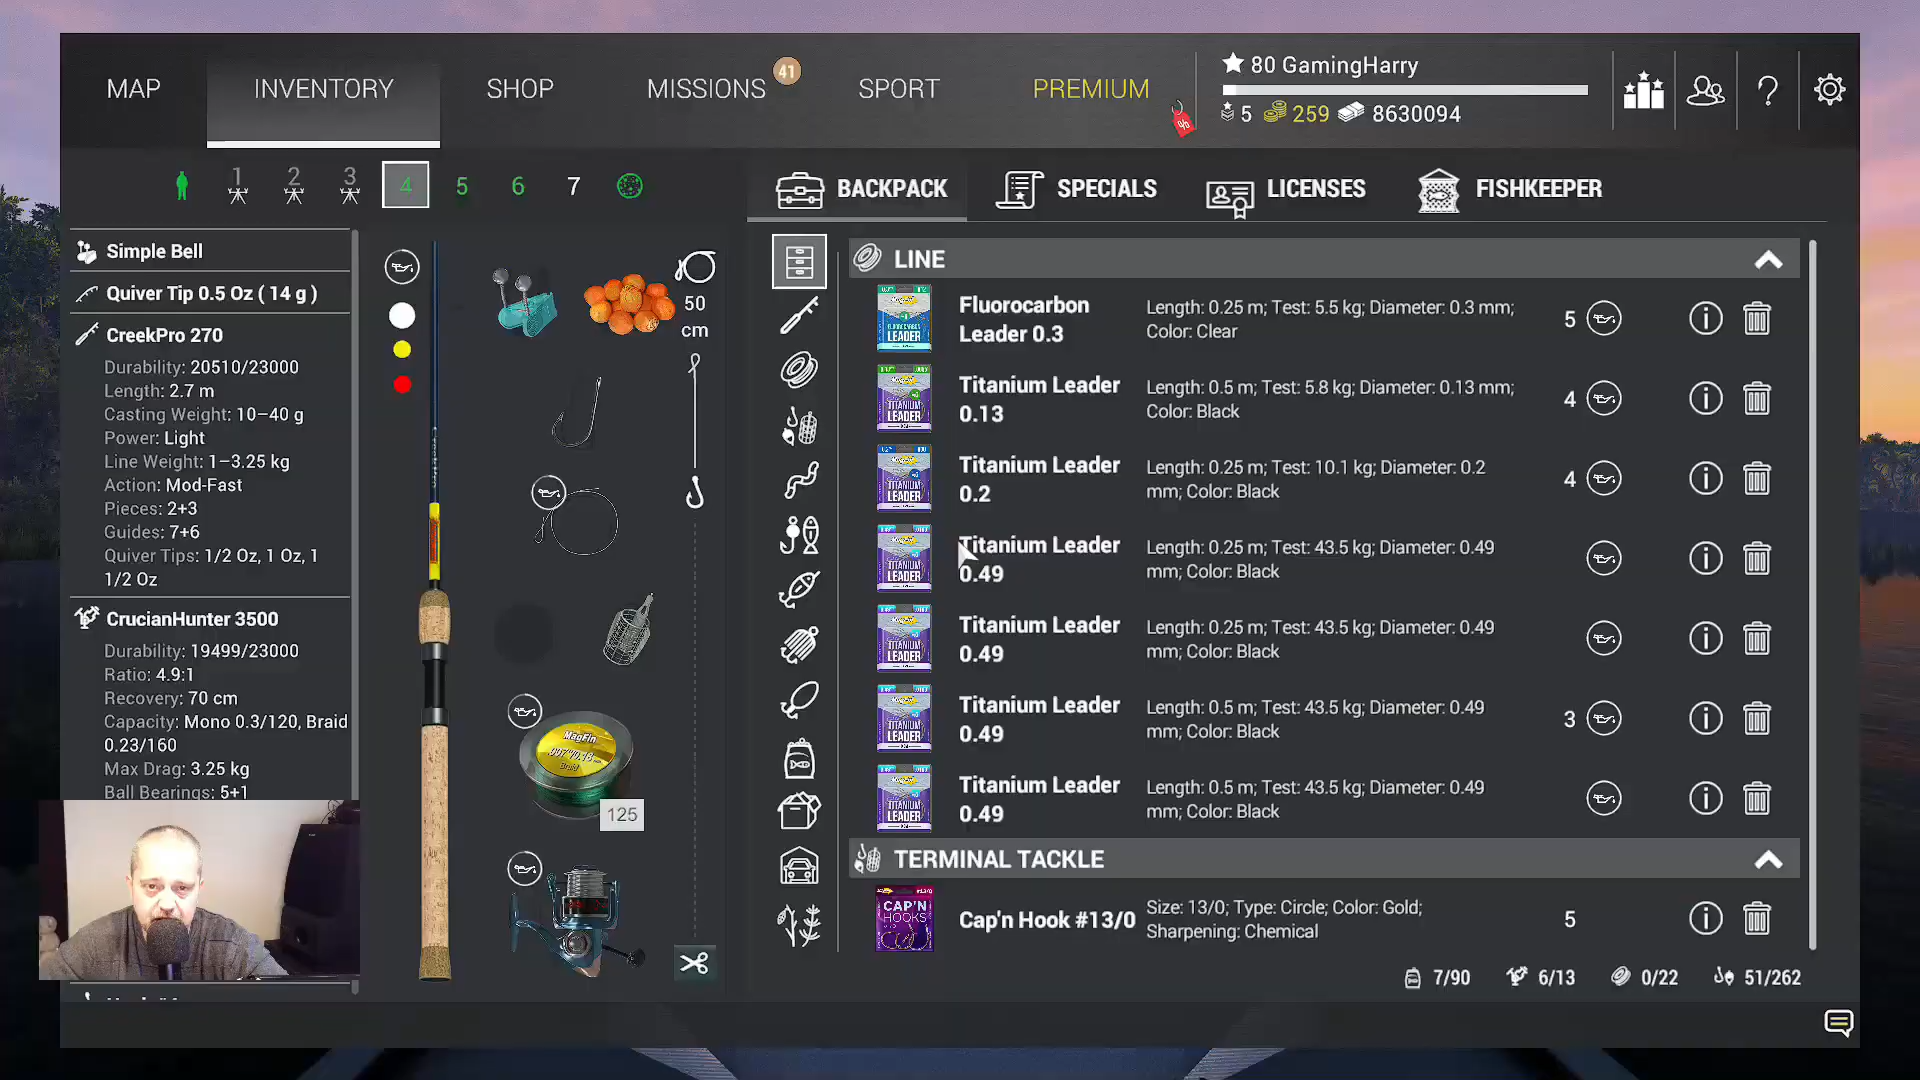 MAP
INVENTORY
SHOP
MISSIONS
41
SPORT
PREMIUM
%
80 GamingHarry
5 259 8630094
1 2 3 4 5 6 7
BACKPACK
SPECIALS
LICENSES
FISHKEEPER
Simple Bell
Quiver Tip 0.5 Oz ( 14 g )
CreekPro 270
Durability: 20510/23000
Length: 2.7 m
Casting Weight: 10–40 g
Power: Light
Line Weight: 1–3.25 kg
Action: Mod-Fast
Pieces: 2+3
Guides: 7+6
Quiver Tips: 1/2 Oz, 1 Oz, 1
1/2 Oz
CrucianHunter 3500
Durability: 19499/23000
Ratio: 4.9:1
Recovery: 70 cm
Capacity: Mono 0.3/120, Braid
0.23/160
Max Drag: 3.25 kg
Ball Bearings: 5+1
50
cm
MagFin
Braid
125
LINE
Fluorocarbon
Leader 0.3
Length: 0.25 m; Test: 5.5 kg; Diameter: 0.3 mm;
Color: Clear
5
Titanium Leader
0.13
Length: 0.5 m; Test: 5.8 kg; Diameter: 0.13 mm;
Color: Black
4
Titanium Leader
0.2
Length: 0.25 m; Test: 10.1 kg; Diameter: 0.2
mm; Color: Black
4
Titanium Leader
0.49
Length: 0.25 m; Test: 43.5 kg; Diameter: 0.49
mm; Color: Black
Titanium Leader
0.49
Length: 0.25 m; Test: 43.5 kg; Diameter: 0.49
mm; Color: Black
Titanium Leader
0.49
Length: 0.5 m; Test: 43.5 kg; Diameter: 0.49
mm; Color: Black
3
Titanium Leader
0.49
Length: 0.5 m; Test: 43.5 kg; Diameter: 0.49
mm; Color: Black
TERMINAL TACKLE
CAP'N
HOOKS
Cap'n Hook #13/0
Size: 13/0; Type: Circle; Color: Gold;
Sharpening: Chemical
5
7/90
6/13
0/22
51/262